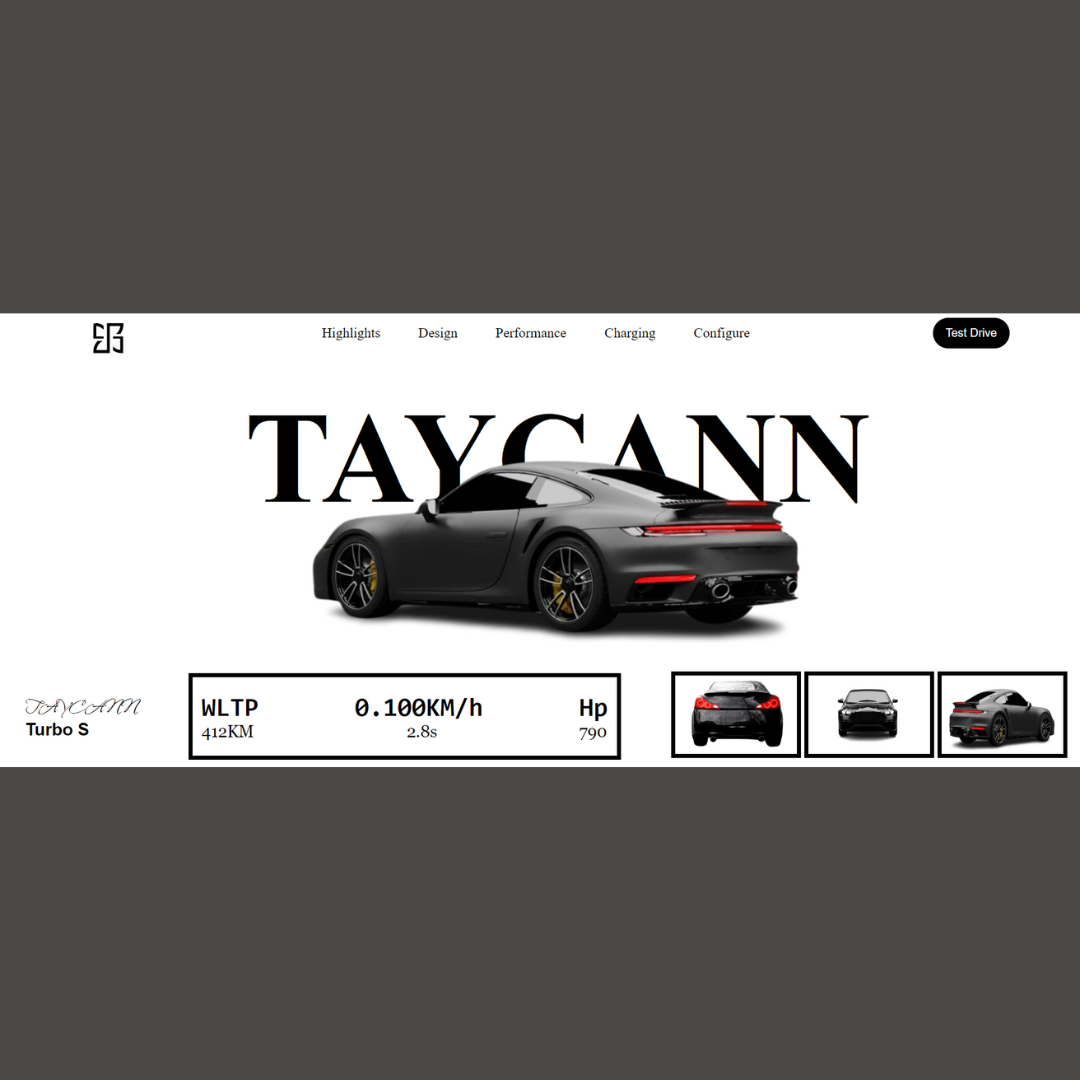 Highlights Design Performance Charging Configure Test Drive
TAYCANN
TAYCANN
Turbo S
WLTP 0.100KM/h Hp
412KM 2.8s 790